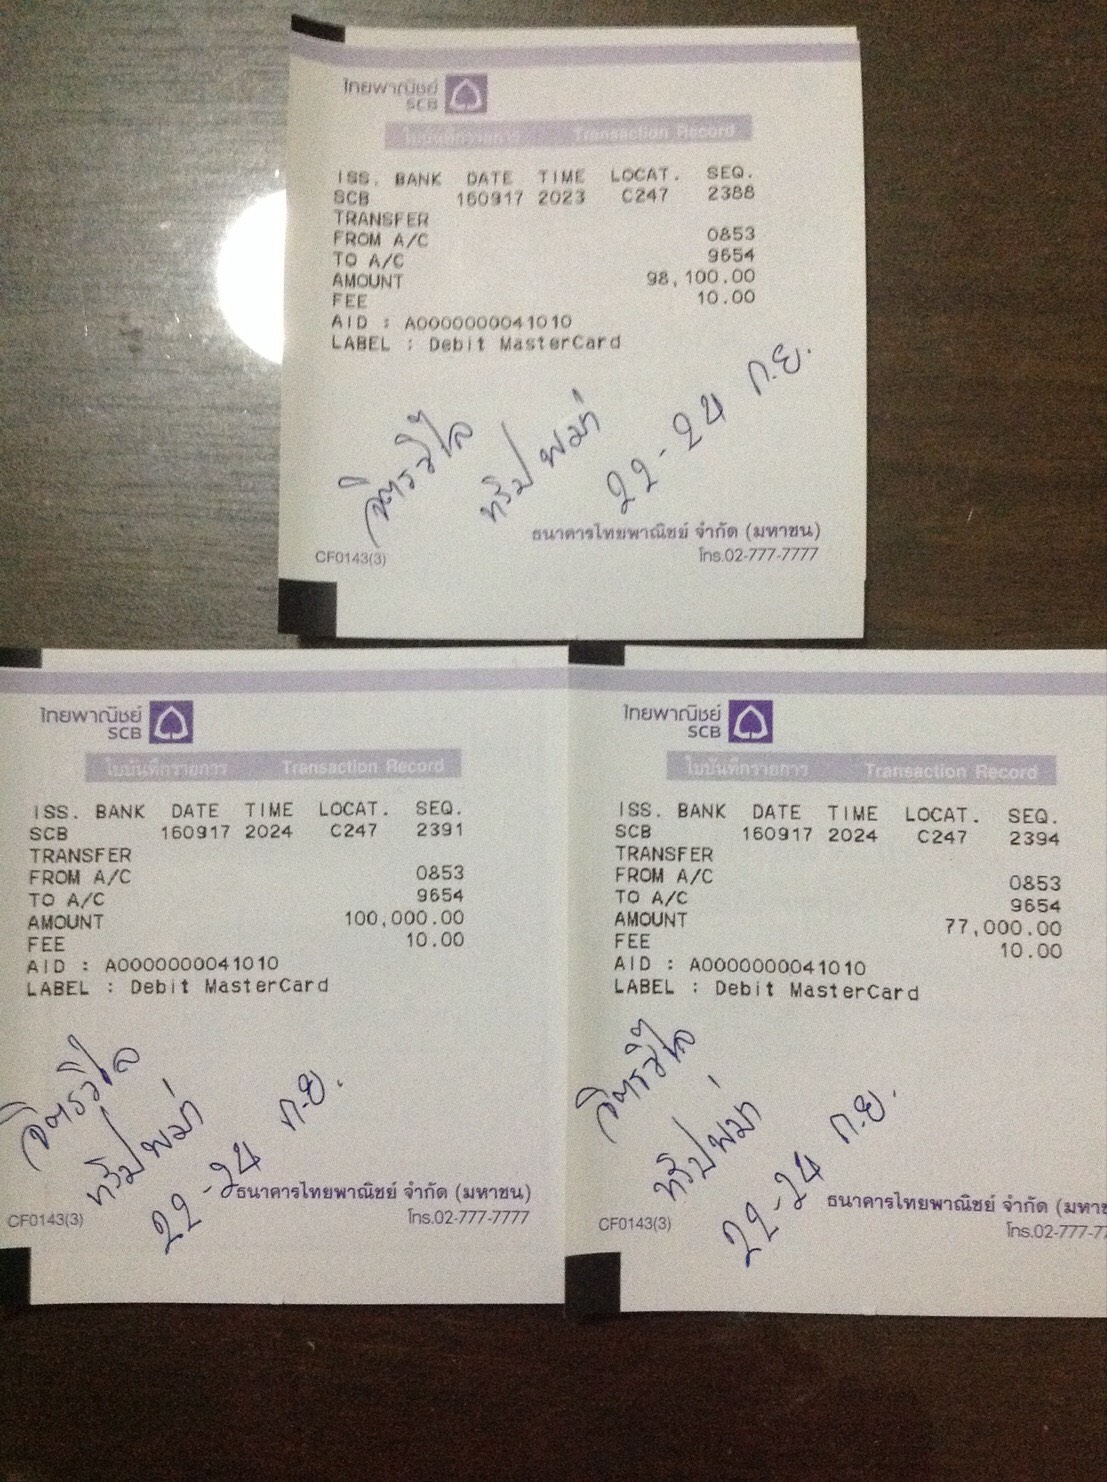 ไทยพาณิชย์
SCB
ใบบันทึกรายการ Transaction Record
ISS. BANK DATE TIME LOCAT. SEQ.
SCB 160917 2023 C247 2388
TRANSFER
FROM A/C 0853
TO A/C 9654
AMOUNT 98,100.00
FEE 10.00
AID : A0000000041010
LABEL : Debit MasterCard
จิตรวิไล
ทริปพม่า
22-24 ก.ย.
ธนาคารไทยพาณิชย์ จำกัด (มหาชน)
CF0143(3) โทร.02-777-7777
ไทยพาณิชย์
SCB
ใบบันทึกรายการ Transaction Record
ISS. BANK DATE TIME LOCAT. SEQ.
SCB 160917 2024 C247 2391
TRANSFER
FROM A/C 0853
TO A/C 9654
AMOUNT 100,000.00
FEE 10.00
AID : A0000000041010
LABEL : Debit MasterCard
จิตรวิไล
ทริปพม่า
22-24 ก.ย.
ธนาคารไทยพาณิชย์ จำกัด (มหาชน)
CF0143(3) โทร.02-777-7777
ไทยพาณิชย์
SCB
ใบบันทึกรายการ Transaction Record
ISS. BANK DATE TIME LOCAT. SEQ.
SCB 160917 2024 C247 2394
TRANSFER
FROM A/C 0853
TO A/C 9654
AMOUNT 77,000.00
FEE 10.00
AID : A0000000041010
LABEL : Debit MasterCard
จิตรวิไล
ทริปพม่า
22-24 ก.ย.
ธนาคารไทยพาณิชย์ จำกัด (มหา
CF0143(3) โทร.02-777-77